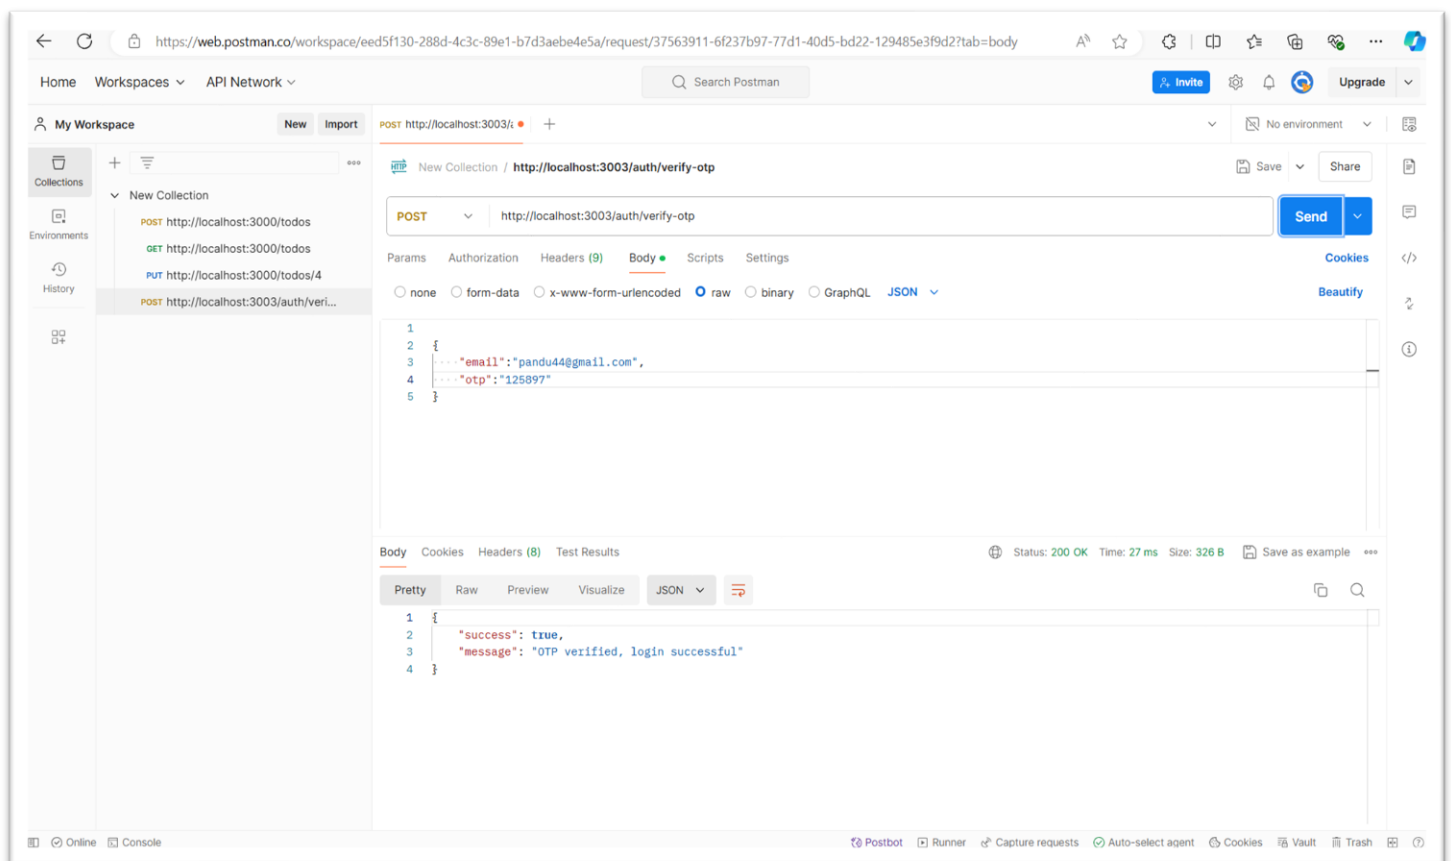 https://web.postman.co/workspace/eed5f130-288d-4c3c-89e1-b7d3aebe4e5a/request/37563911-6f237b97-77d1-40d5-bd22-129485e3f9d2?tab=body
Home Workspaces API Network Search Postman Invite Upgrade
My Workspace New Import POST http://localhost:3003/a No environment
Collections
New Collection / http://localhost:3003/auth/verify-otp Save Share
New Collection
POST http://localhost:3000/todos
GET http://localhost:3000/todos
PUT http://localhost:3000/todos/4
POST http://localhost:3003/auth/veri...
Environments
History
POST http://localhost:3003/auth/verify-otp Send
Params Authorization Headers (9) Body Scripts Settings Cookies
none form-data x-www-form-urlencoded raw binary GraphQL JSON Beautify
1
2 {
3 "email":"pandu44@gmail.com",
4 "otp":"125897"
5 }
Body Cookies Headers (8) Test Results Status: 200 OK Time: 27 ms Size: 326 B Save as example
Pretty Raw Preview Visualize JSON
1 {
2 "success": true,
3 "message": "OTP verified, login successful"
4 }
Online Console Postbot Runner Capture requests Auto-select agent Cookies Vault Trash